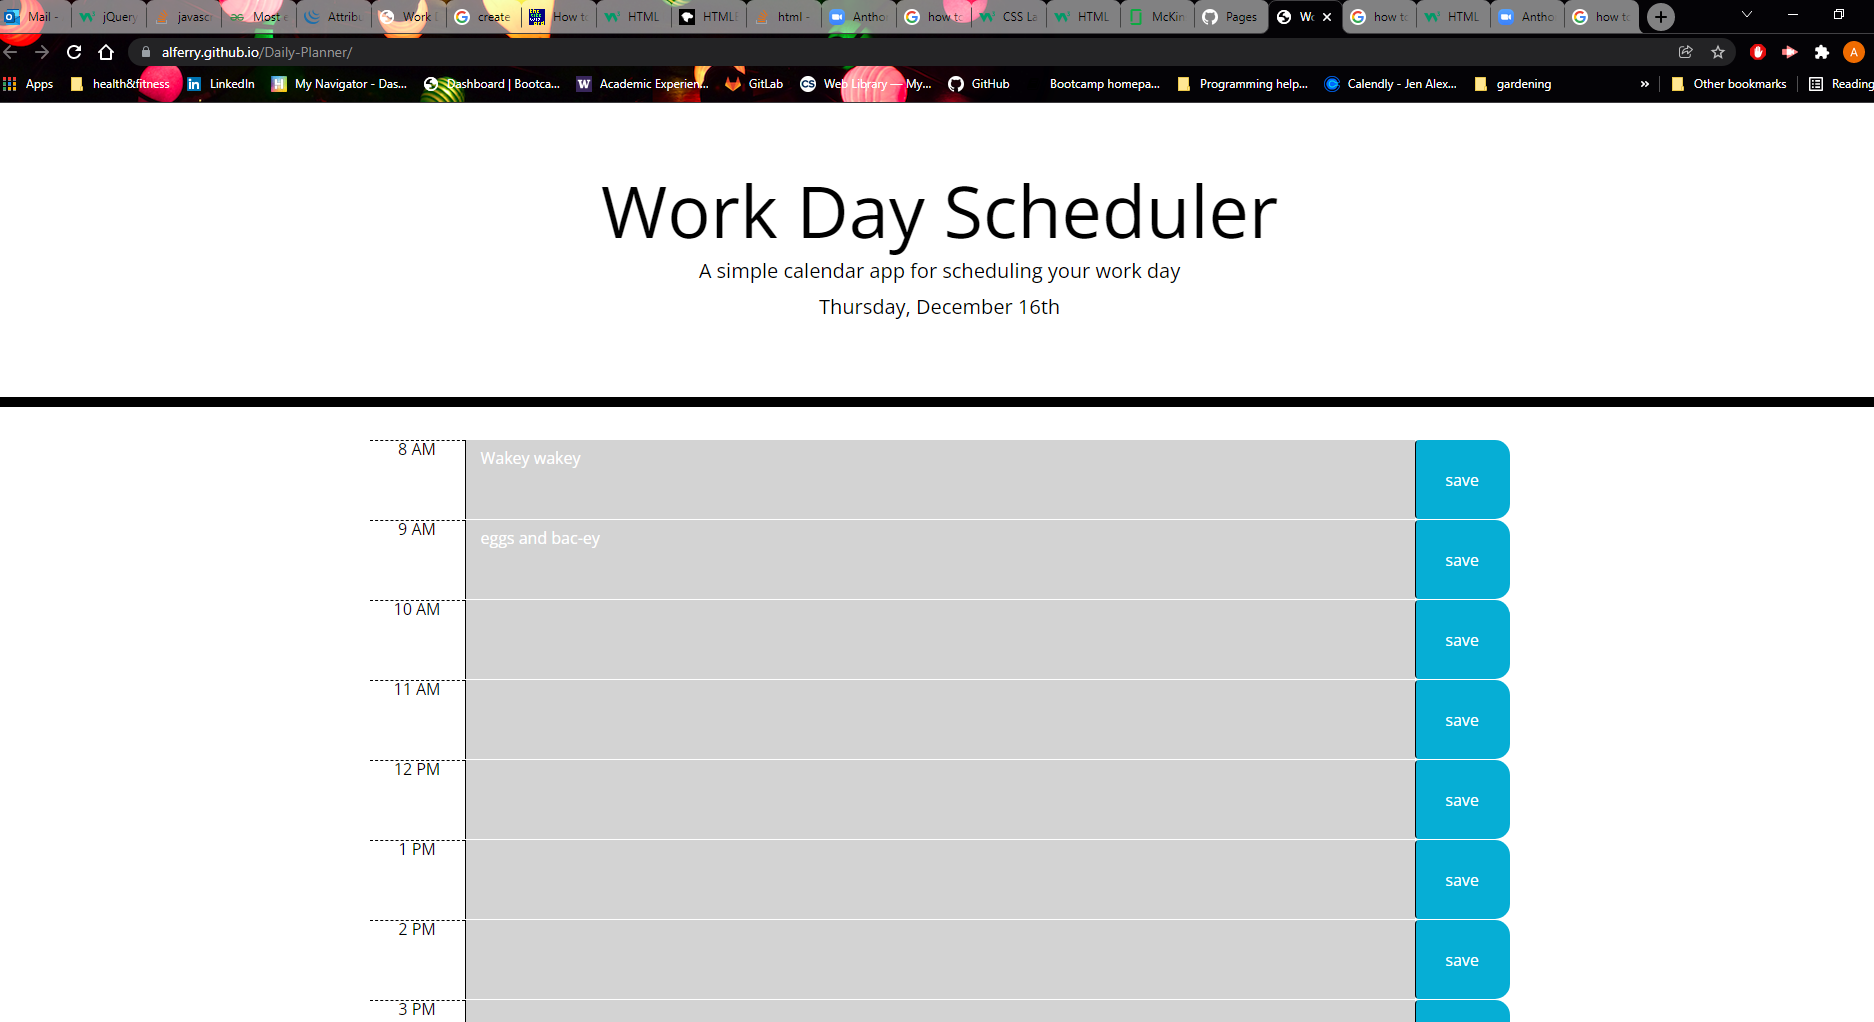 Mail - jQuery javasc Most e Attribu Work D create How to HTML HTML html - Antho how to CSS La HTML McKin Pages Wo how to HTML Antho how to
alferry.github.io/Daily-Planner/
Apps health&fitness LinkedIn My Navigator - Das... Dashboard | Bootca... Academic Experien... GitLab Web Library — My... GitHub Bootcamp homepa... Programming help... Calendly - Jen Alex... gardening » Other bookmarks Reading
Work Day Scheduler
A simple calendar app for scheduling your work day
Thursday, December 16th
8 AM Wakey wakey save
9 AM eggs and bac-ey save
10 AM save
11 AM save
12 PM save
1 PM save
2 PM save
3 PM